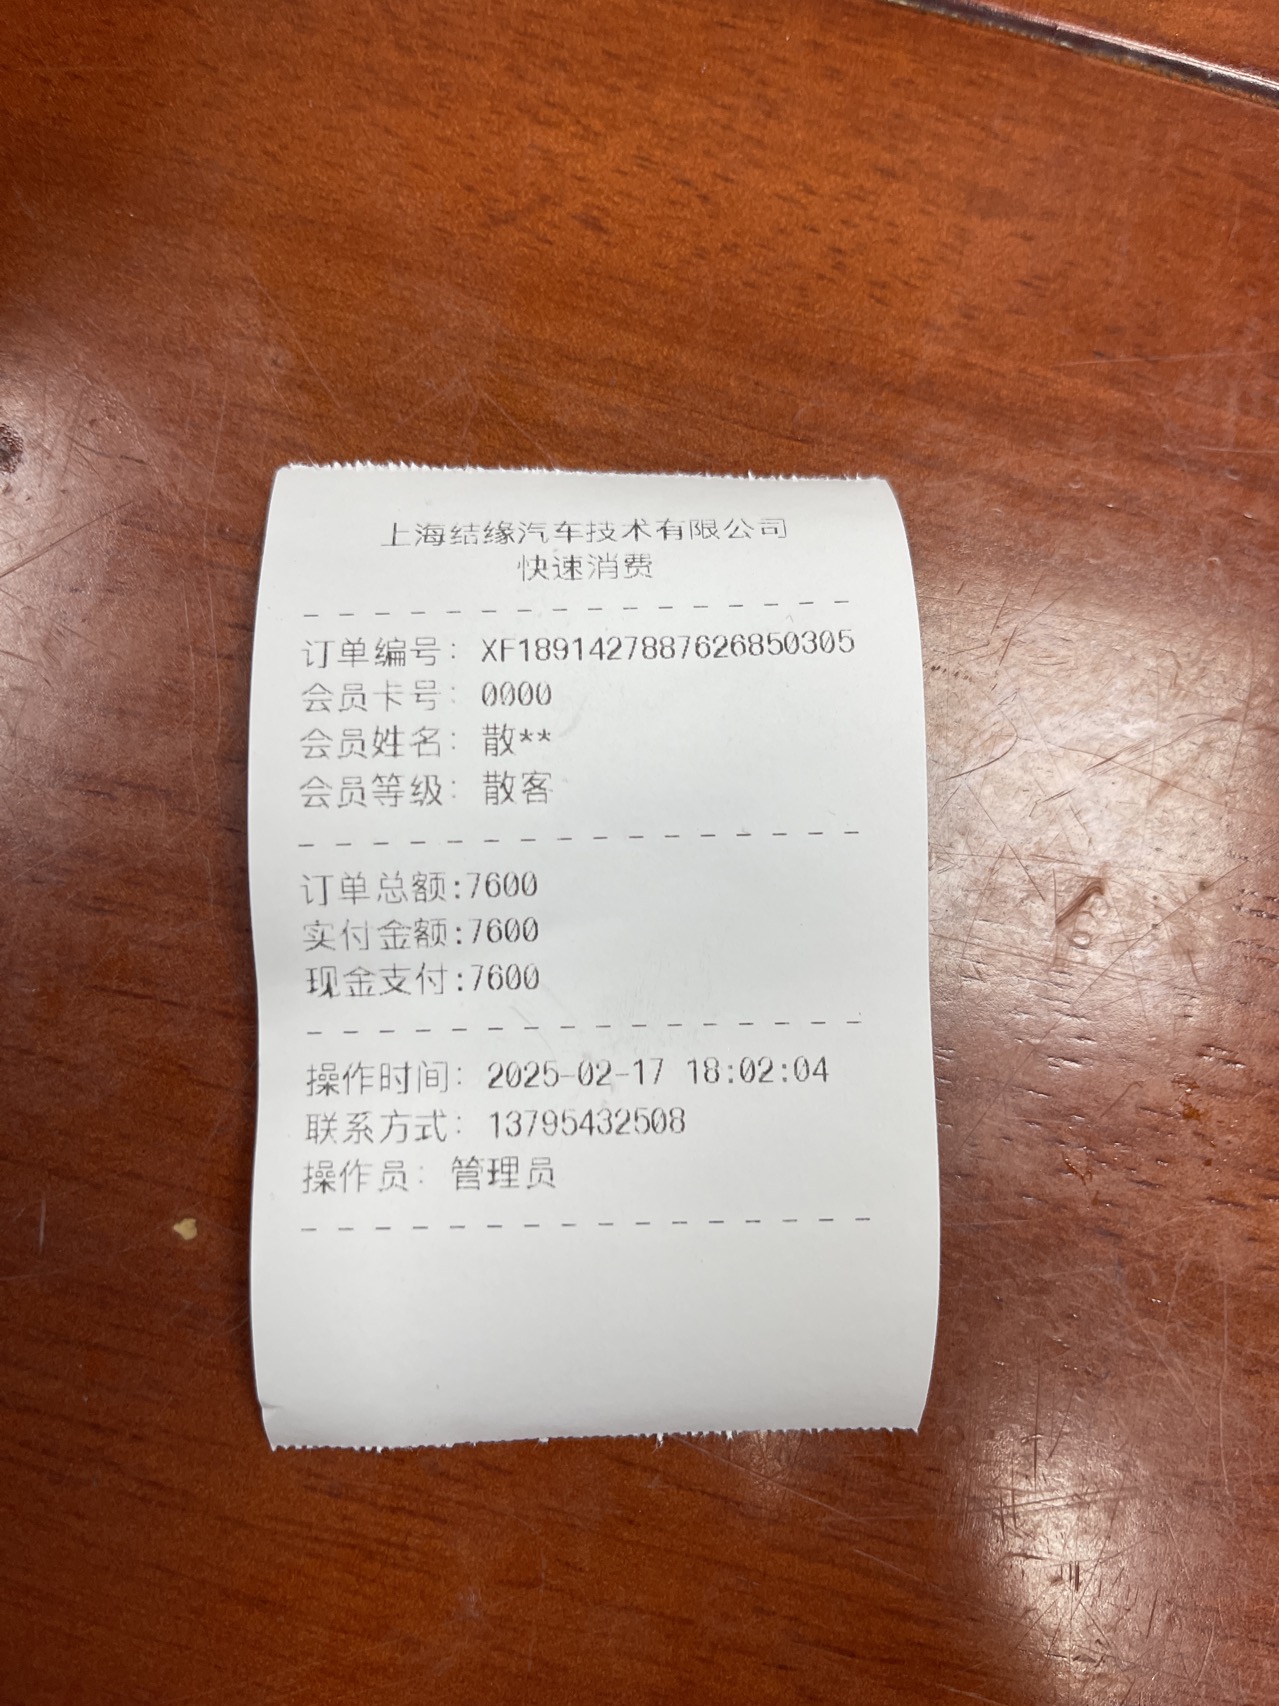 上海结缘汽车技术有限公司
快速消费
- - - - - - - - - - - - - - - -
订单编号: XF1891427887626850305
会员卡号: 0000
会员姓名: 散**
会员等级: 散客
- - - - - - - - - - - - - - - -
订单总额:7600
实付金额:7600
现金支付:7600
- - - - - - - - - - - - - - - -
操作时间: 2025-02-17 18:02:04
联系方式: 13795432508
操作员: 管理员
- - - - - - - - - - - - - - - -